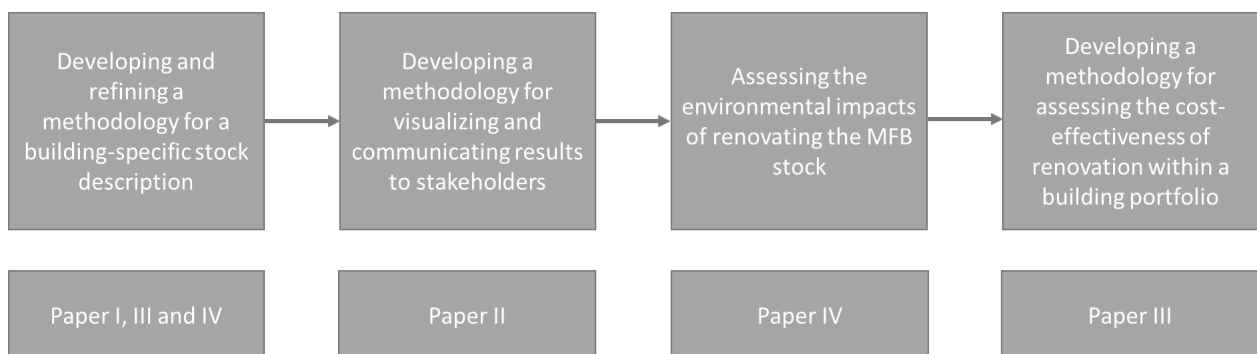 Developing and
refining a
methodology for a
building-specific stock
description
Developing a
methodology for
visualizing and
communicating results
to stakeholders
Assessing the
environmental impacts
of renovating the MFB
stock
Developing a
methodology for
assessing the cost-
effectiveness of
renovation within a
building portfolio
Paper I, III and IV
Paper II
Paper IV
Paper III